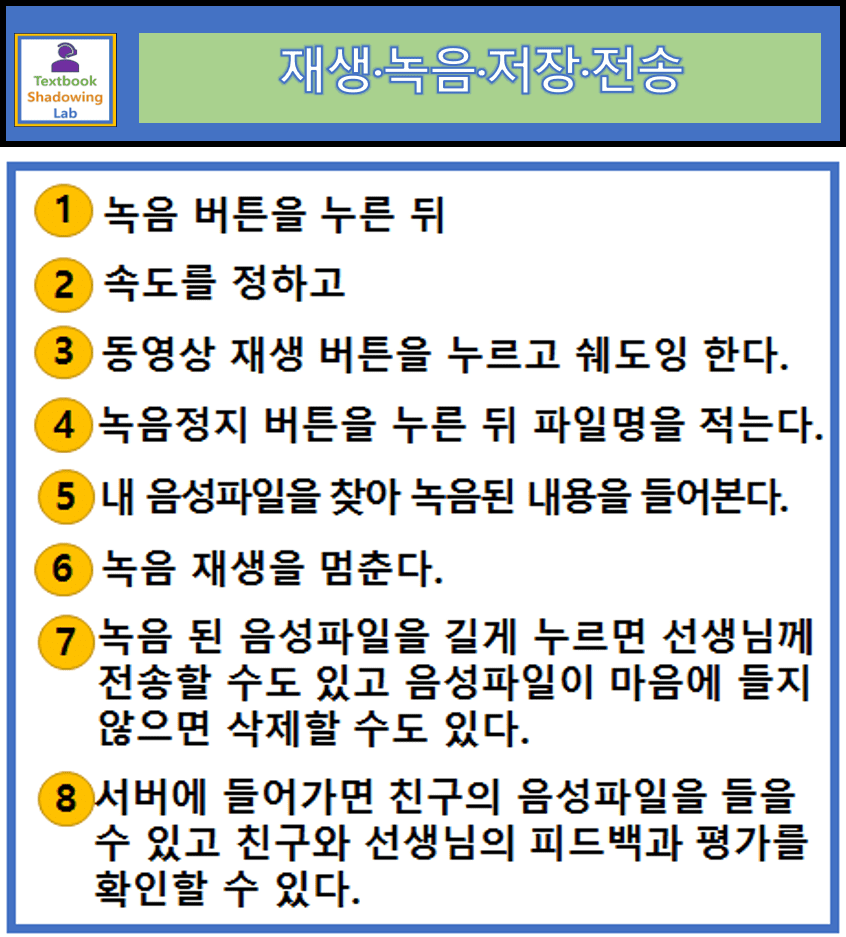 Textbook
Shadowing
Lab
재생·녹음·저장·전송
1 녹음 버튼을 누른 뒤
2 속도를 정하고
3 동영상 재생 버튼을 누르고 쉐도잉 한다.
4 녹음정지 버튼을 누른 뒤 파일명을 적는다.
5 내 음성파일을 찾아 녹음된 내용을 들어본다.
6 녹음 재생을 멈춘다.
7 녹음 된 음성파일을 길게 누르면 선생님께
전송할 수도 있고 음성파일이 마음에 들지
않으면 삭제할 수도 있다.
8 서버에 들어가면 친구의 음성파일을 들을
수 있고 친구와 선생님의 피드백과 평가를
확인할 수 있다.